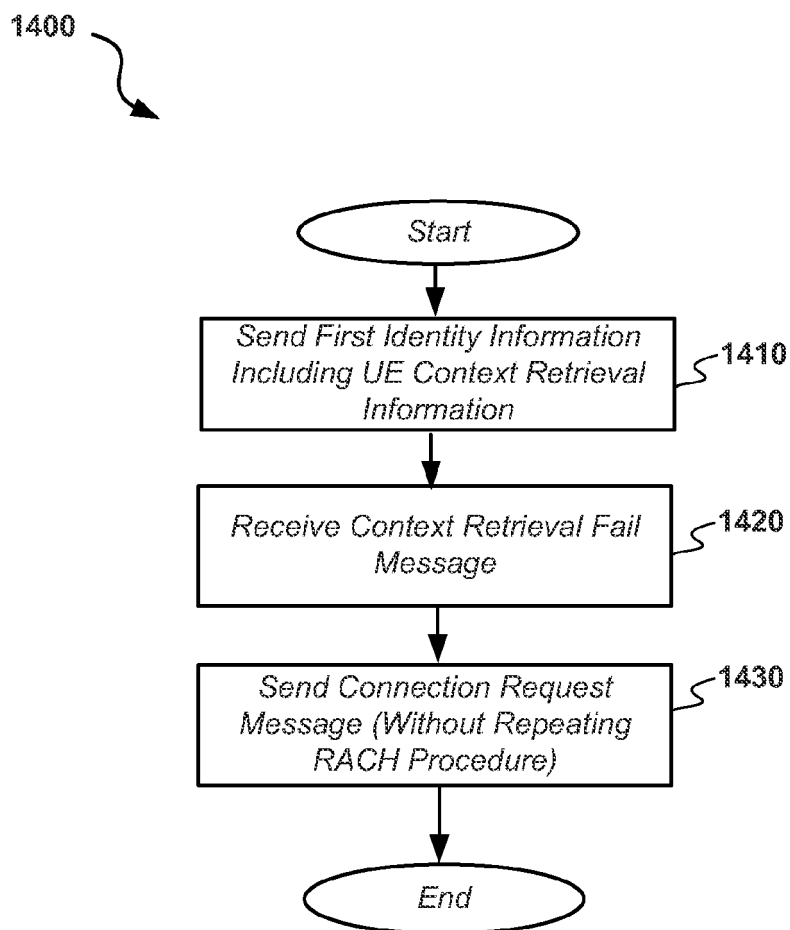 1400
Start
Send First Identity Information
Including UE Context Retrieval
Information
1410
Receive Context Retrieval Fail
Message
1420
Send Connection Request
Message (Without Repeating
RACH Procedure)
1430
End